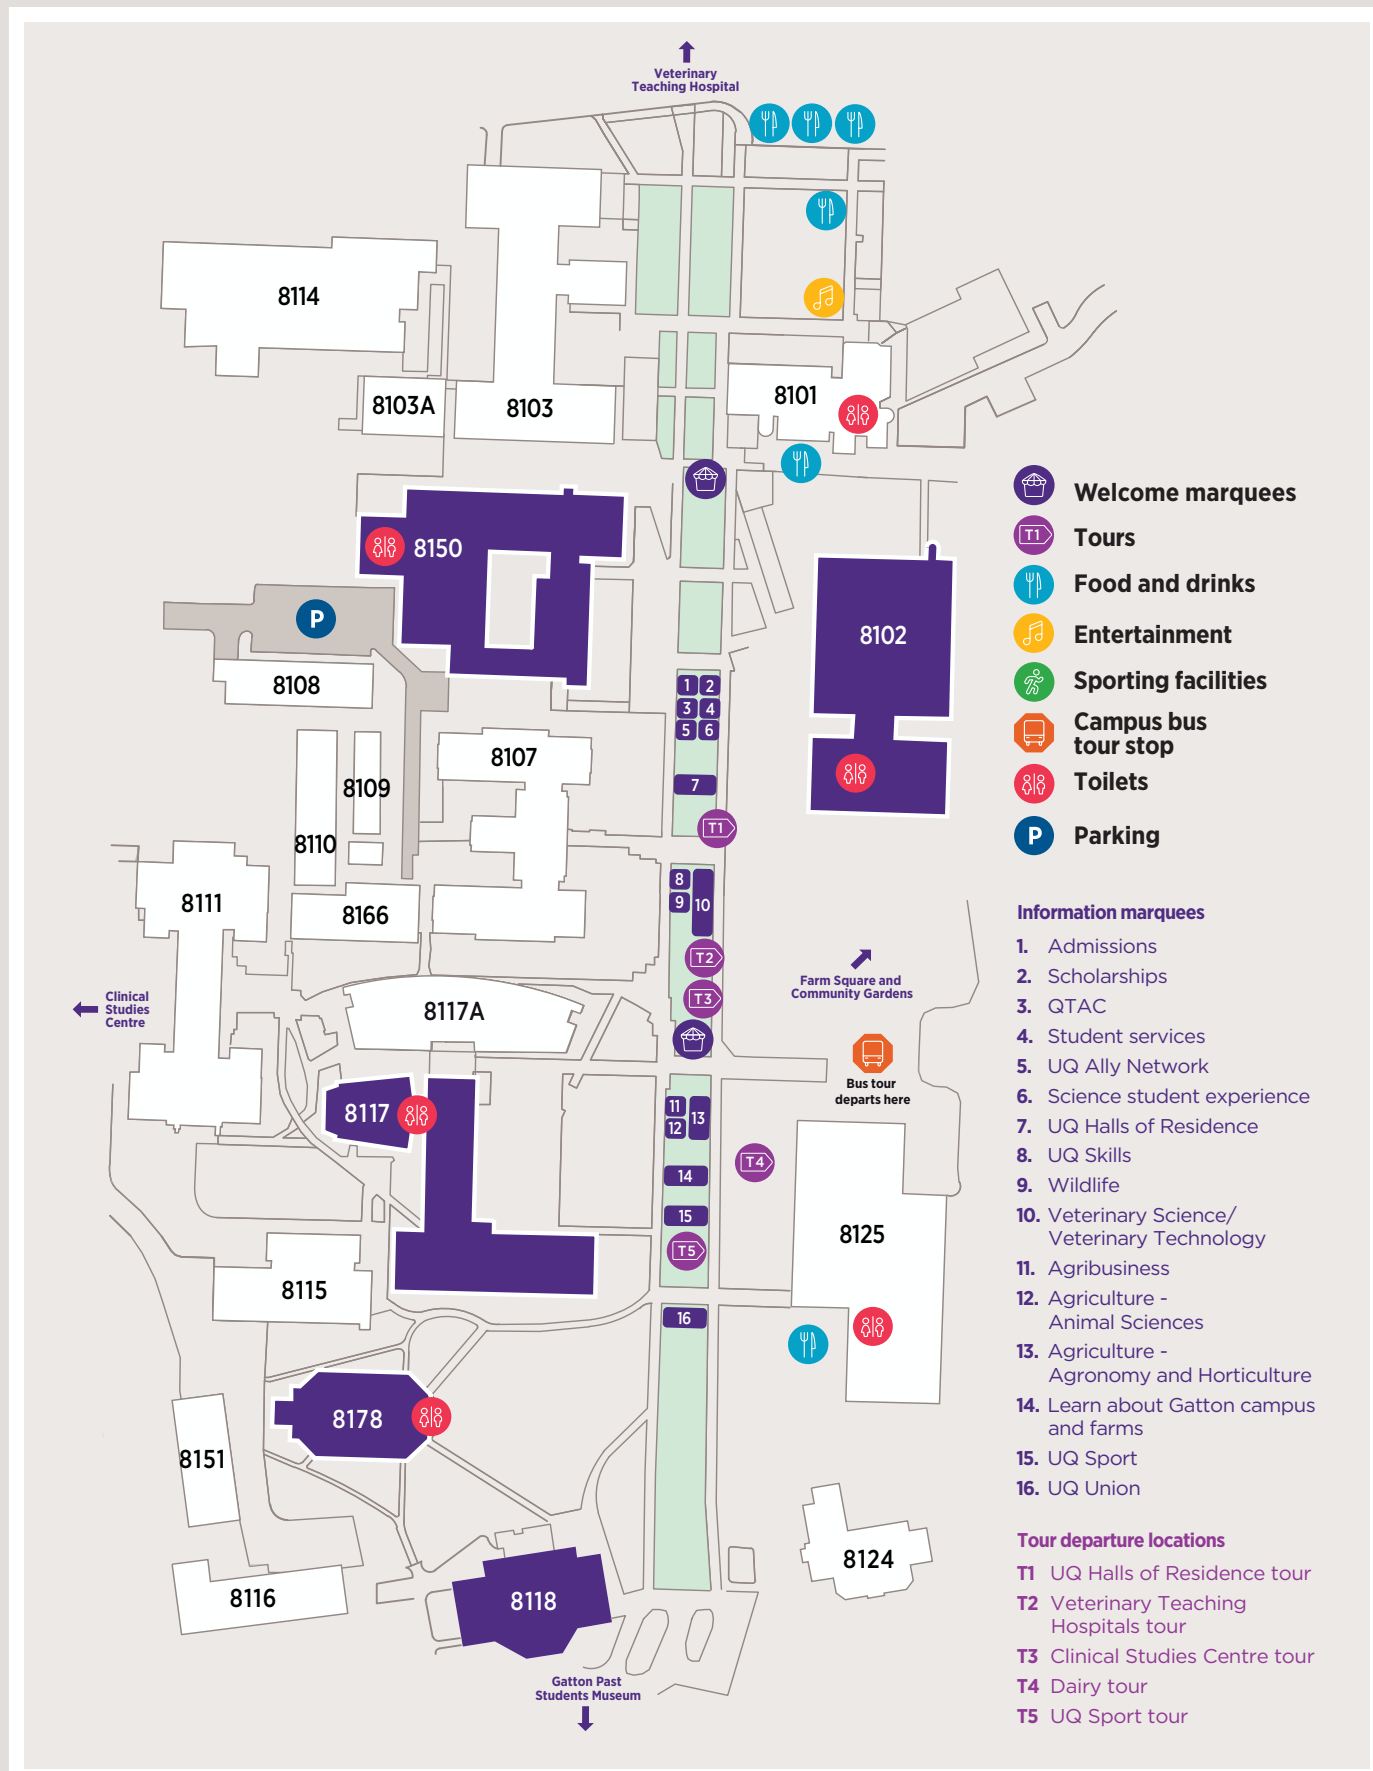 Veterinary
Teaching Hospital
8114
8103A
8103
8101
8150
P
8102
8108
1
2
3
4
5
6
8107
7
8109
T1
8110
8111
8166
8
9
10
T2
T3
Farm Square and
Community Gardens
Clinical
Studies
Centre
8117A
Bus tour
departs here
8117
11
12
13
T4
14
15
T5
8125
8115
16
8178
8151
8124
8116
8118
Gatton Past
Students Museum
Welcome marquees
T1 Tours
Food and drinks
Entertainment
Sporting facilities
Campus bus
tour stop
Toilets
P Parking
Information marquees
1. Admissions
2. Scholarships
3. QTAC
4. Student services
5. UQ Ally Network
6. Science student experience
7. UQ Halls of Residence
8. UQ Skills
9. Wildlife
10. Veterinary Science/
Veterinary Technology
11. Agribusiness
12. Agriculture -
Animal Sciences
13. Agriculture -
Agronomy and Horticulture
14. Learn about Gatton campus
and farms
15. UQ Sport
16. UQ Union
Tour departure locations
T1 UQ Halls of Residence tour
T2 Veterinary Teaching
Hospitals tour
T3 Clinical Studies Centre tour
T4 Dairy tour
T5 UQ Sport tour